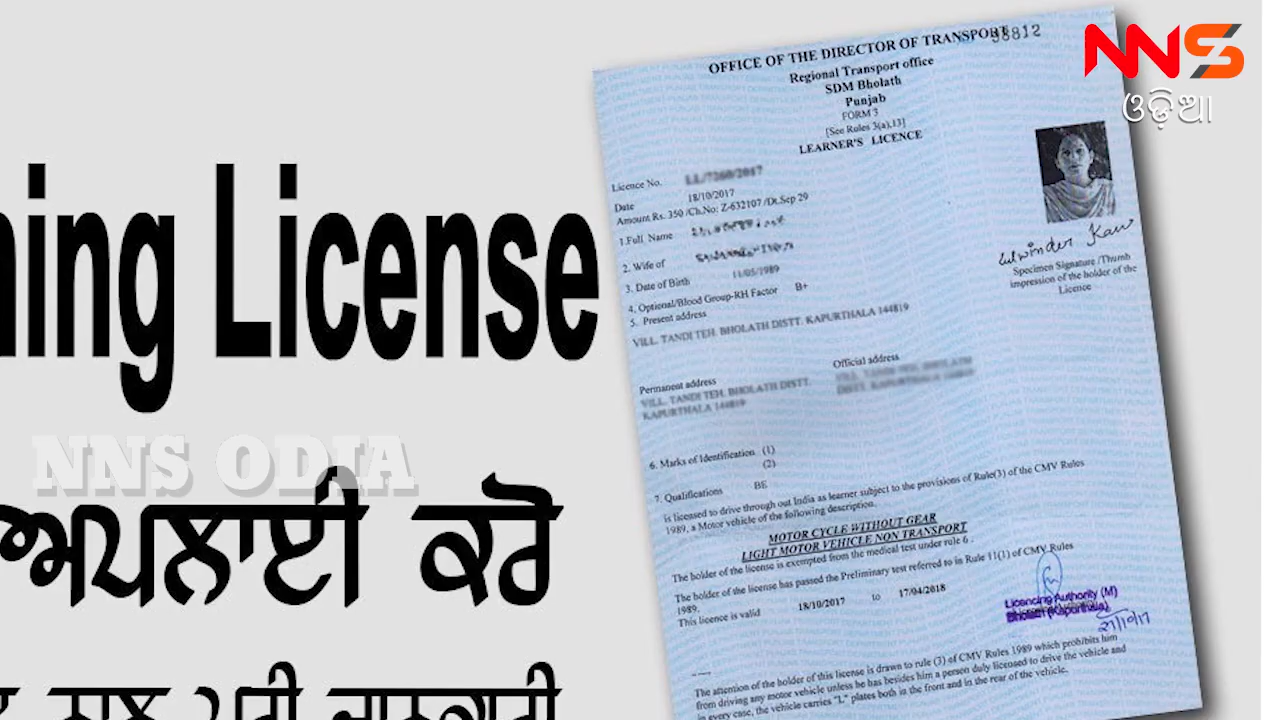 NNS
ଓଡ଼ିଆ
ning License
NNS ODIA
ਅਪਲਾਈ ਕਰੋ
ਨਾਲ ਪੂਰੀ ਜਾਣਕਾਰੀ
OFFICE OF THE DIRECTOR OF TRANSPORT
Regional Transport office
SDM Bholath
Punjab
FORM 3
[See Rules 3(a),13]
LEARNER'S LICENCE
Licence No.
Date 18/10/2017
Amount Rs. 350 /Ch.No: Z-632107 /Dt.Sep 29
1.Full Name
2. Wife of
3. Date of Birth 11/05/1989
4. Optional/Blood Group-RH Factor B+
5. Present address
VILL. TANDI TEH. BHOLATH DISTT. KAPURTHALA 144819
Specimen Signature /Thumb
impression of the holder of the
Licence
Permanent address Official address
VILL. TANDI TEH. BHOLATH DISTT.
KAPURTHALA 144819
6. Marks of Identification (1)
(2)
7. Qualifications BE
is licensed to drive through out India as learner subject to the provisions of Rule(3) of the CMV Rules
1989, a Motor vehicle of the following description.
MOTOR CYCLE WITHOUT GEAR
LIGHT MOTOR VEHICLE NON TRANSPORT
The holder of the license is exempted from the medical test under rule 6 .
The holder of the license has passed the Preliminary test referred to in Rule 11(1) of CMV Rules
1989.
This licence is valid 18/10/2017 to 17/04/2018
Licencing Authority (M)
Bholath (Kapurthala)
The attention of the holder of this license is drawn to rule (3) of CMV Rules 1989 which prohibits him
from driving any motor vehicle unless he has besides him a person duly licensed to drive the vehicle and
in every case, the vehicle carries "L" plates both in the front and in the rear of the vehicle.